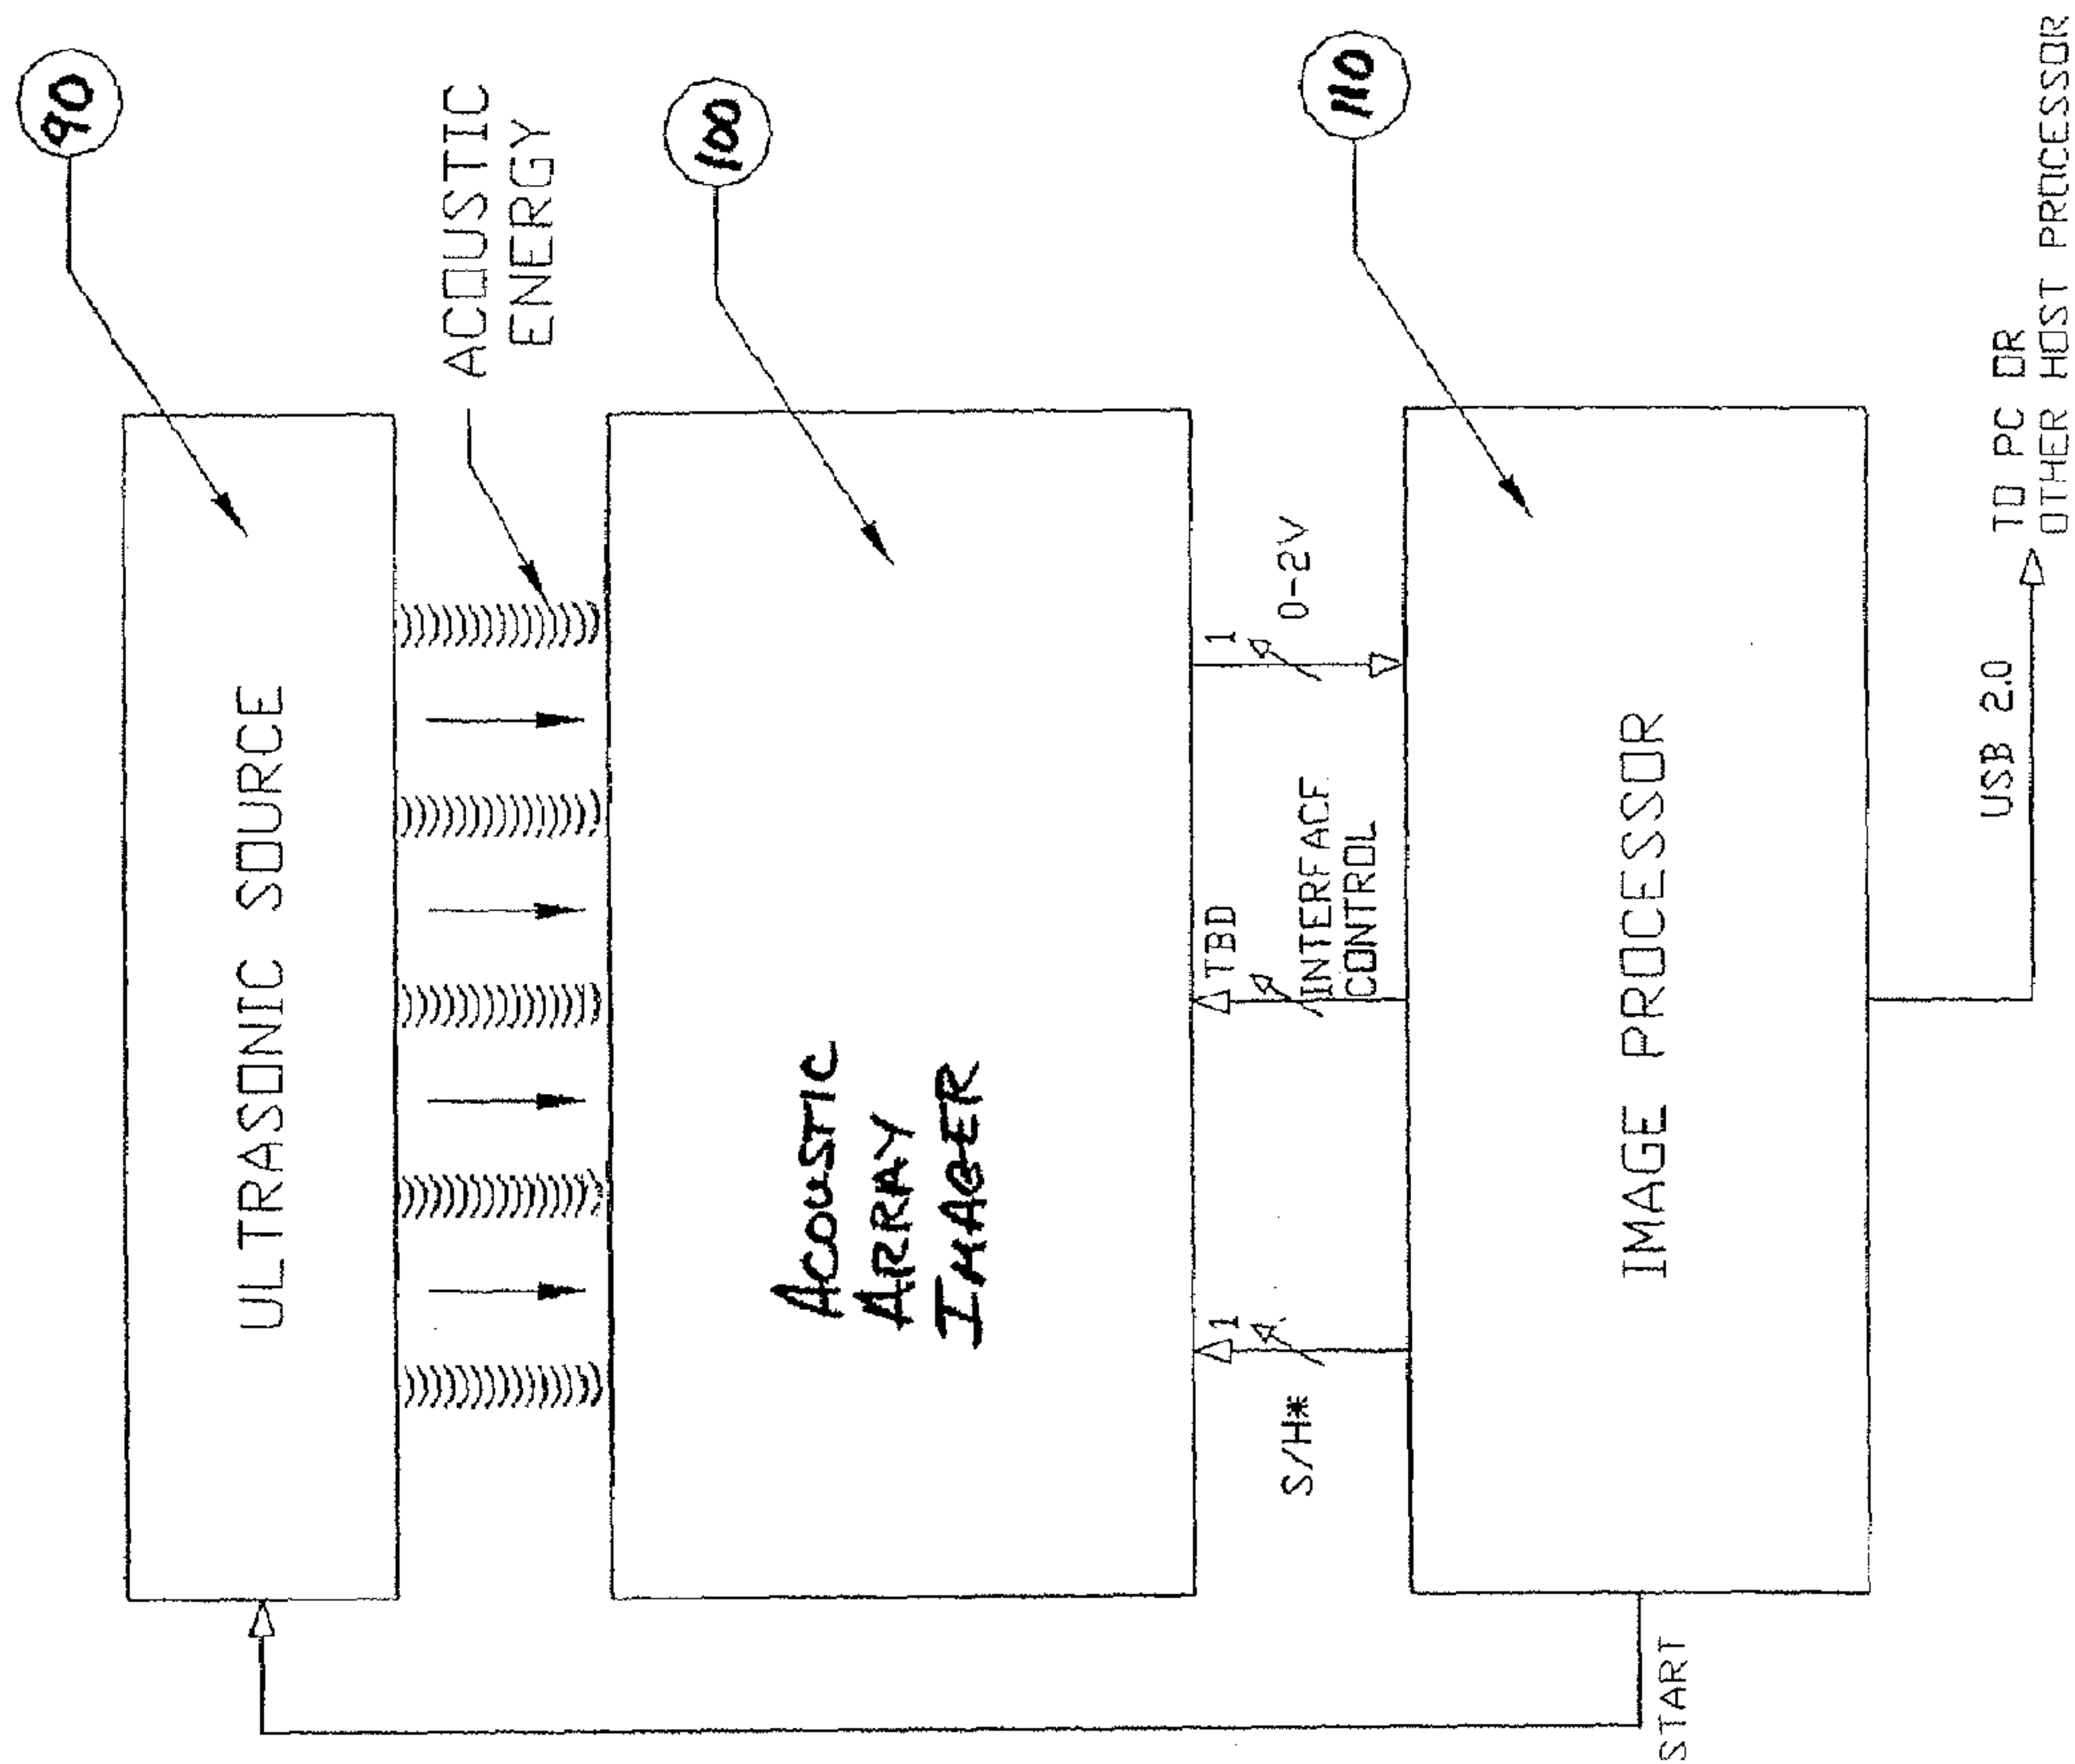 90
ULTRASONIC SOURCE
ACOUSTIC
ENERGY
100
ACOUSTIC
ARRAY
IMAGER
S/H*
1
TBD
INTERFACE
CONTROL
1
0-2V
110
IMAGE PROCESSOR
START
USB 2.0
TO PC OR
OTHER HOST PROCESSOR